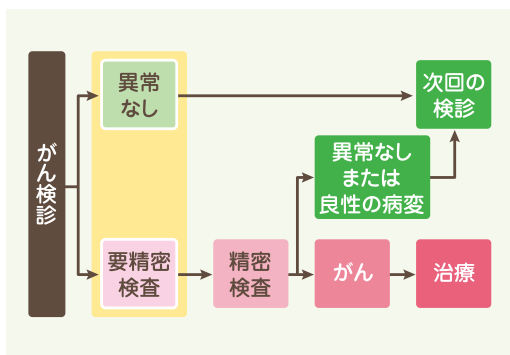 がん検診
異常
なし
次回の
検診
異常なし
または
良性の病変
要精密
検査
精密
検査
がん
治療